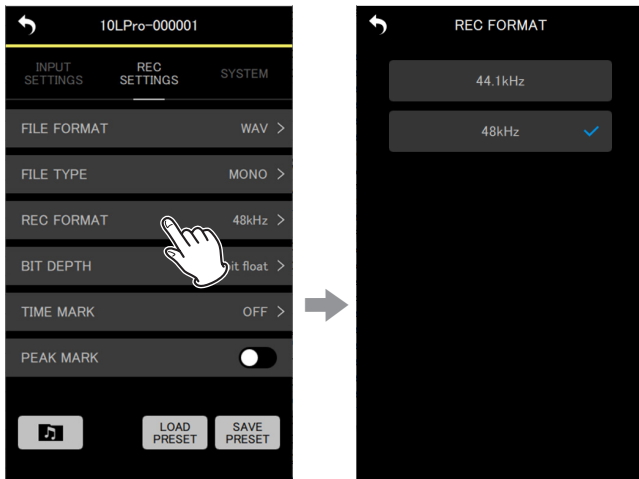 10LPro-000001
INPUT
SETTINGS
REC
SETTINGS
SYSTEM
FILE FORMAT WAV >
FILE TYPE MONO >
REC FORMAT 48kHz >
BIT DEPTH bit float >
TIME MARK OFF >
PEAK MARK
LOAD
PRESET
SAVE
PRESET
REC FORMAT
44.1kHz
48kHz